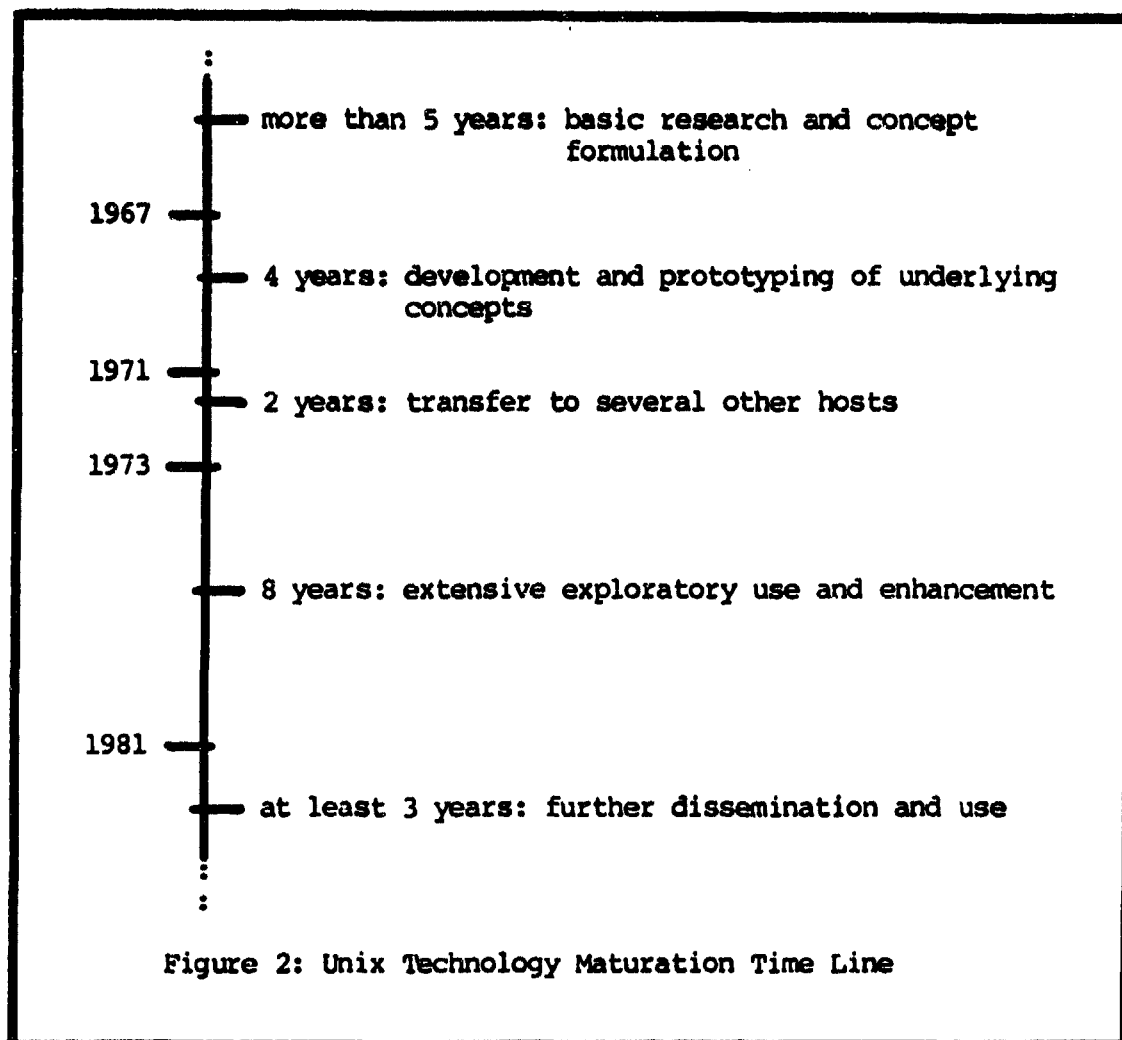 more than 5 years: basic research and concept
formulation
1967
4 years: development and prototyping of underlying
concepts
1971
2 years: transfer to several other hosts
1973
8 years: extensive exploratory use and enhancement
1981
at least 3 years: further dissemination and use
Figure 2: Unix Technology Maturation Time Line